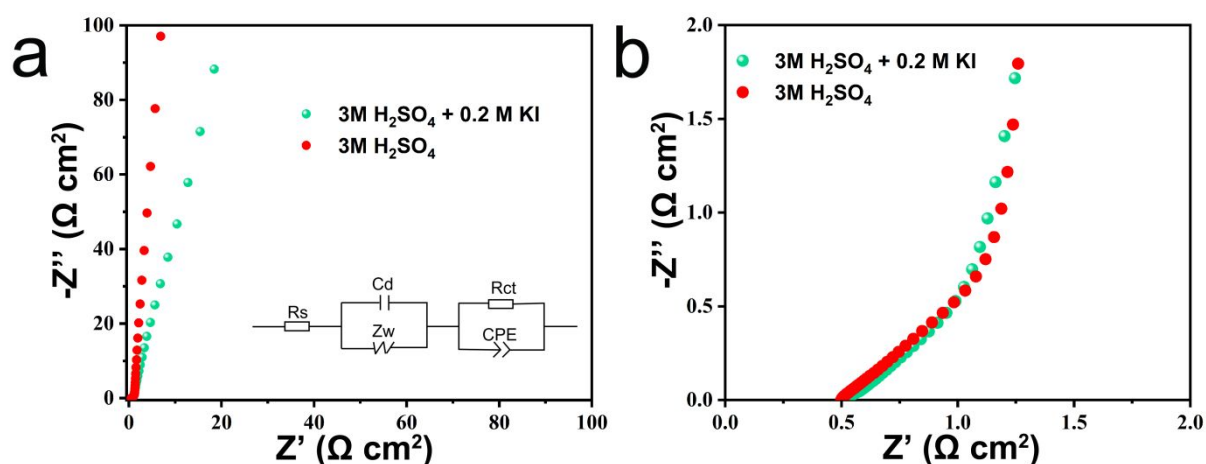 a
100
80
60
40
20
0
-Z’’ (Ω cm²)
3M H₂SO₄ + 0.2 M KI
3M H₂SO₄
Rs
Cd
Zw
Rct
CPE
0 20 40 60 80 100
Z’ (Ω cm²)
b
2.0
1.5
1.0
0.5
0.0
-Z’’ (Ω cm²)
3M H₂SO₄ + 0.2 M KI
3M H₂SO₄
0.0 0.5 1.0 1.5 2.0
Z’ (Ω cm²)